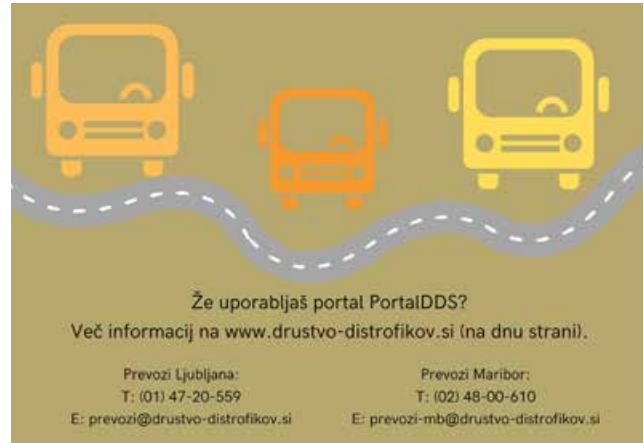 Že uporabljaš portal PortalDDS?
Več informacij na www.drustvo-distrofikov.si (na dnu strani).
Prevozi Ljubljana:
T: (01) 47-20-559
E: prevozi@drustvo-distrofikov.si
Prevozi Maribor:
T: (02) 48-00-610
E: prevozi-mb@drustvo-distrofikov.si